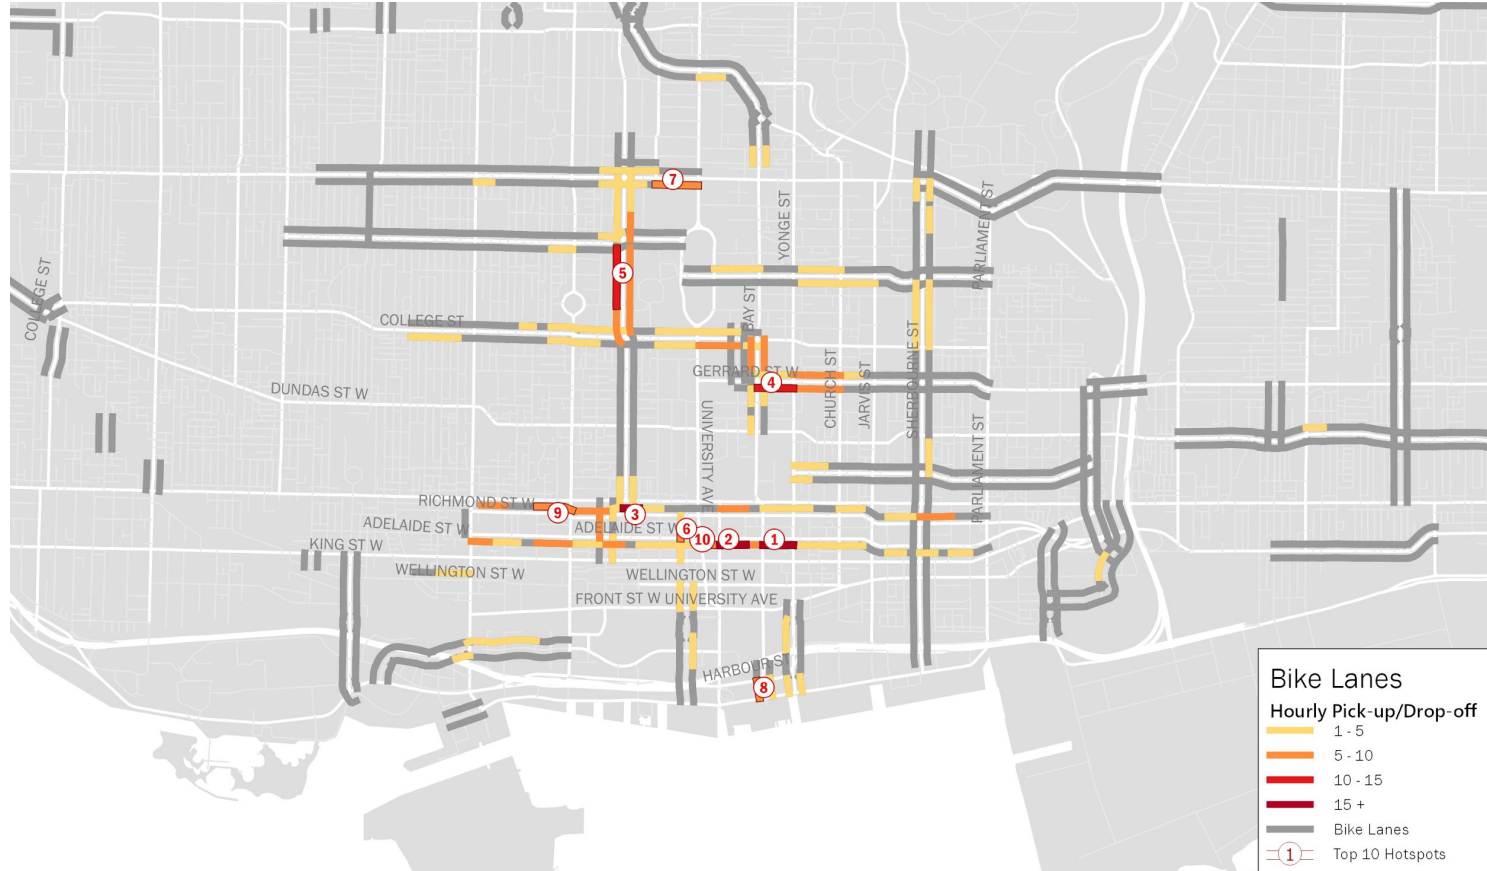 7
YONGE ST
PARLIAMENT ST
5
COLLEGE ST
COLLEGE ST
BAY ST
GERRARD ST W
4
DUNDAS ST W
CHURCH ST
JARVIS ST
SHERBOURNE ST
UNIVERSITY AVE
PARLIAMENT ST
RICHMOND ST W
9
3
ADELAIDE ST W
ADELAIDE ST W
6
10
2
1
KING ST W
WELLINGTON ST W
WELLINGTON ST W
FRONT ST W UNIVERSITY AVE
HARBOUR ST
8
Bike Lanes
Hourly Pick-up/Drop-off
1 - 5
5 - 10
10 - 15
15 +
Bike Lanes
1 Top 10 Hotspots